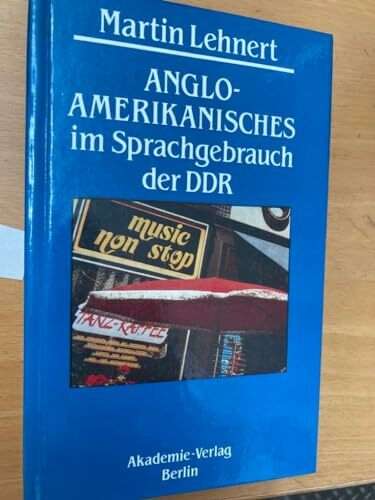 Martin Lehnert
ANGLO-
AMERIKANISCHES
im Sprachgebrauch
der DDR
music
non stop
TANZ-KAFFEE
Akademie-Verlag
Berlin